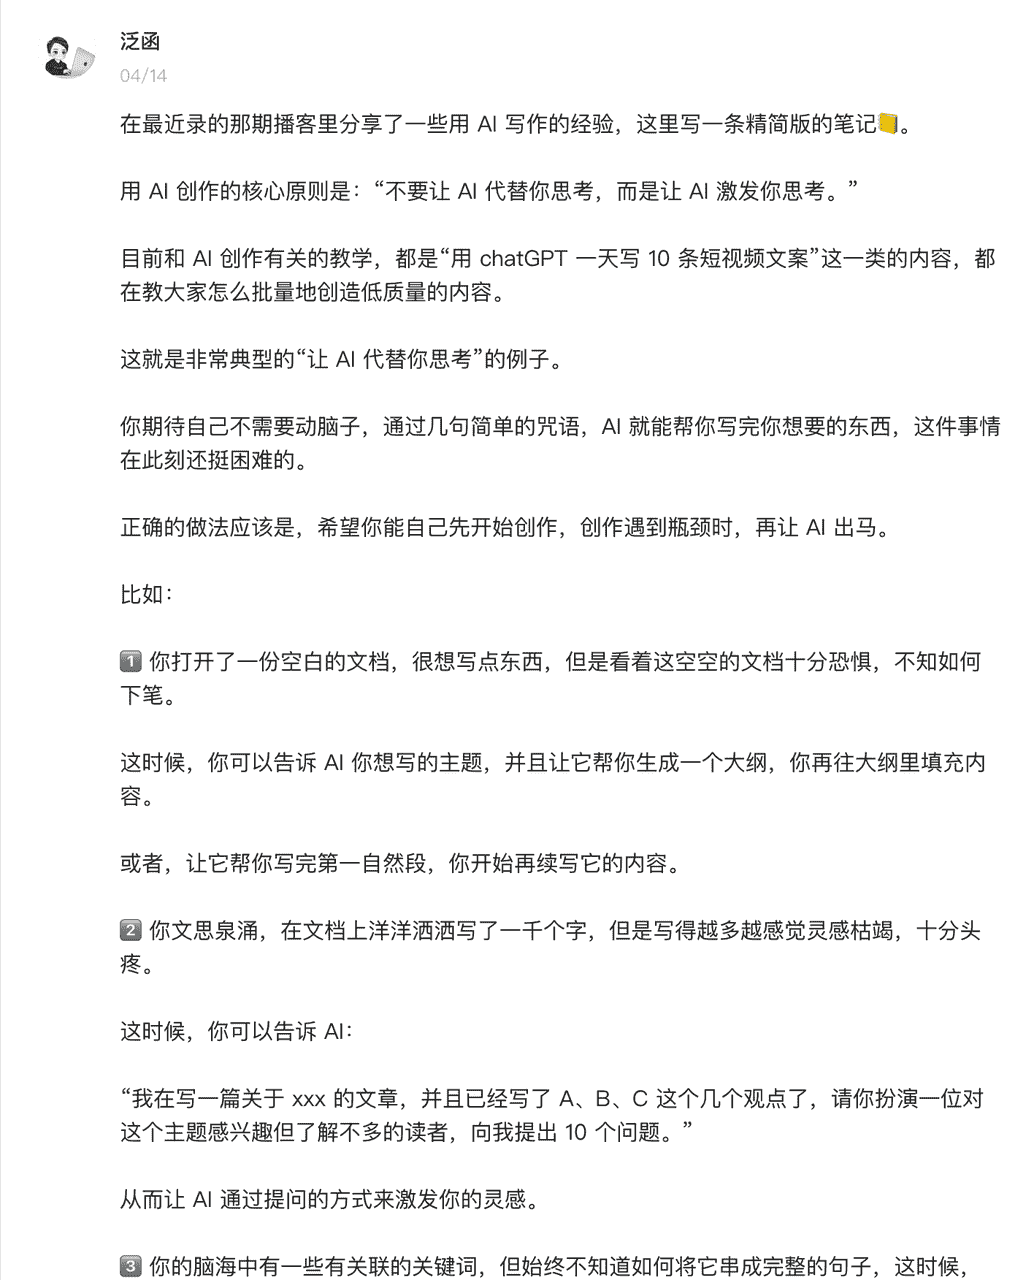 泛函
04/14
在最近录的那期播客里分享了一些用 AI 写作的经验，这里写一条精简版的笔记📒。
用 AI 创作的核心原则是：“不要让 AI 代替你思考，而是让 AI 激发你思考。”
目前和 AI 创作有关的教学，都是“用 chatGPT 一天写 10 条短视频文案”这一类的内容，都
在教大家怎么批量地创造低质量的内容。
这就是非常典型的“让 AI 代替你思考”的例子。
你期待自己不需要动脑子，通过几句简单的咒语，AI 就能帮你写完你想要的东西，这件事情
在此刻还挺困难的。
正确的做法应该是，希望你能自己先开始创作，创作遇到瓶颈时，再让 AI 出马。
比如：
1️⃣ 你打开了一份空白的文档，很想写点东西，但是看着这空空的文档十分恐惧，不知如何
下笔。
这时候，你可以告诉 AI 你想写的主题，并且让它帮你生成一个大纲，你再往大纲里填充内
容。
或者，让它帮你写完第一自然段，你开始再续写它的内容。
2️⃣ 你文思泉涌，在文档上洋洋洒洒写了一千个字，但是写得越多越感觉灵感枯竭，十分头
疼。
这时候，你可以告诉 AI：
“我在写一篇关于 xxx 的文章，并且已经写了 A、B、C 这个几个观点了，请你扮演一位对
这个主题感兴趣但了解不多的读者，向我提出 10 个问题。”
从而让 AI 通过提问的方式来激发你的灵感。
3️⃣ 你的脑海中有一些有关联的关键词，但始终不知道如何将它串成完整的句子，这时候，